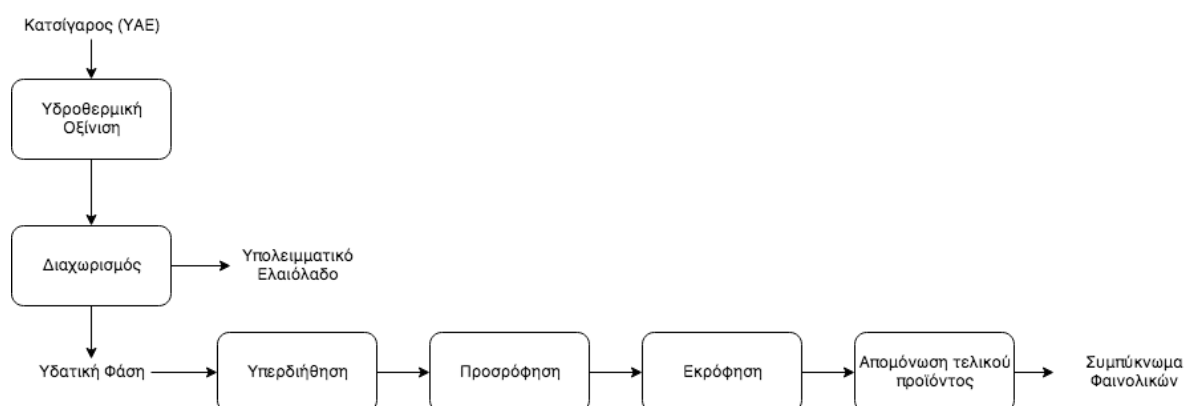 Κατσίγαρος (ΥΑΕ)
Υδροθερμική
Οξίνιση
Διαχωρισμός
Υπολειμματικό
Ελαιόλαδο
Υδατική Φάση
Υπερδιήθηση
Προσρόφηση
Εκρόφηση
Απομόνωση τελικού
προϊόντος
Συμπύκνωμα
Φαινολικών